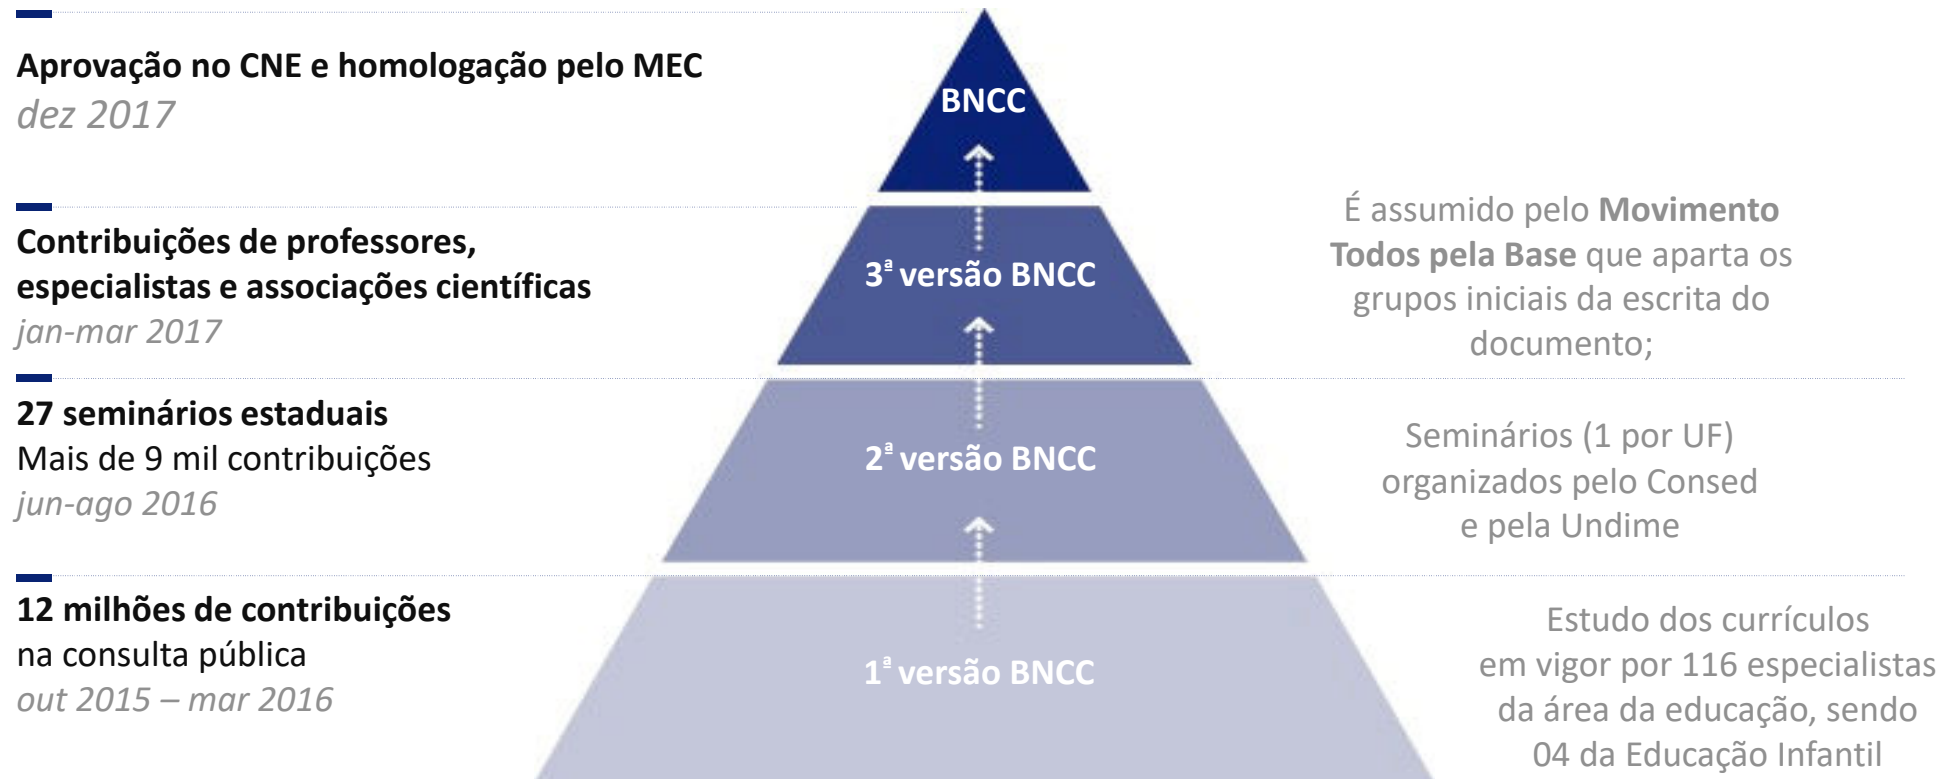 Aprovação no CNE e homologação pelo MEC
dez 2017
BNCC
Contribuições de professores,
especialistas e associações científicas
jan-mar 2017
3ª versão BNCC
É assumido pelo Movimento
Todos pela Base que aparta os
grupos iniciais da escrita do
documento;
27 seminários estaduais
Mais de 9 mil contribuições
jun-ago 2016
2ª versão BNCC
Seminários (1 por UF)
organizados pelo Consed
e pela Undime
12 milhões de contribuições
na consulta pública
out 2015 – mar 2016
1ª versão BNCC
Estudo dos currículos
em vigor por 116 especialistas
da área da educação, sendo
04 da Educação Infantil